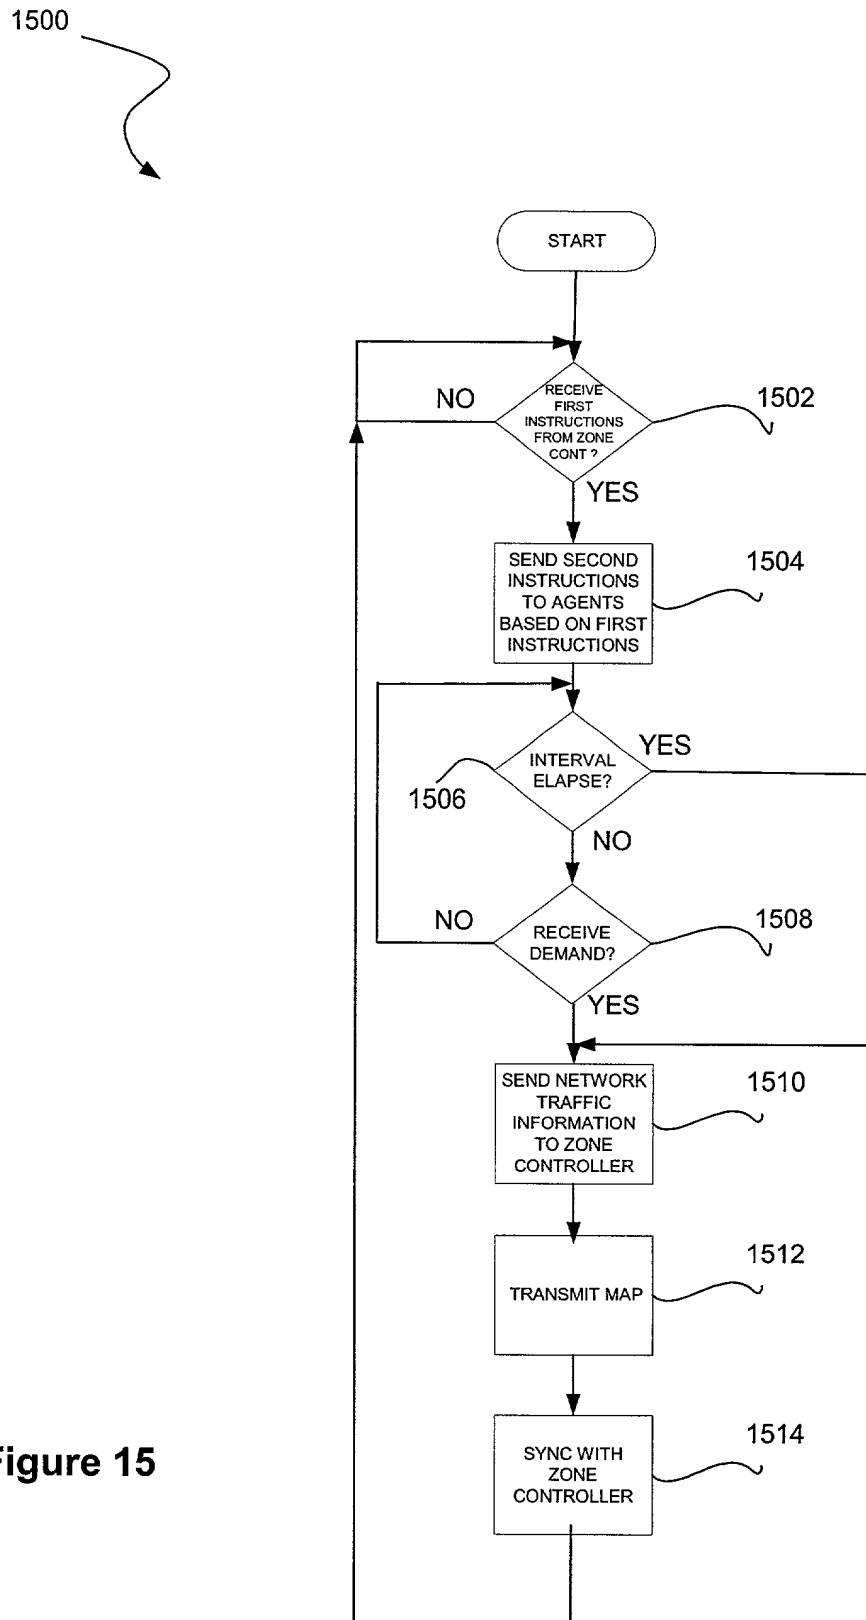 1500
START
NO
RECEIVE
FIRST
INSTRUCTIONS
FROM ZONE
CONT ?
1502
YES
SEND SECOND
INSTRUCTIONS
TO AGENTS
BASED ON FIRST
INSTRUCTIONS
1504
INTERVAL
ELAPSE?
YES
1506
NO
NO
RECEIVE
DEMAND?
1508
YES
SEND NETWORK
TRAFFIC
INFORMATION
TO ZONE
CONTROLLER
1510
TRANSMIT MAP
1512
SYNC WITH
ZONE
CONTROLLER
1514
igure 15